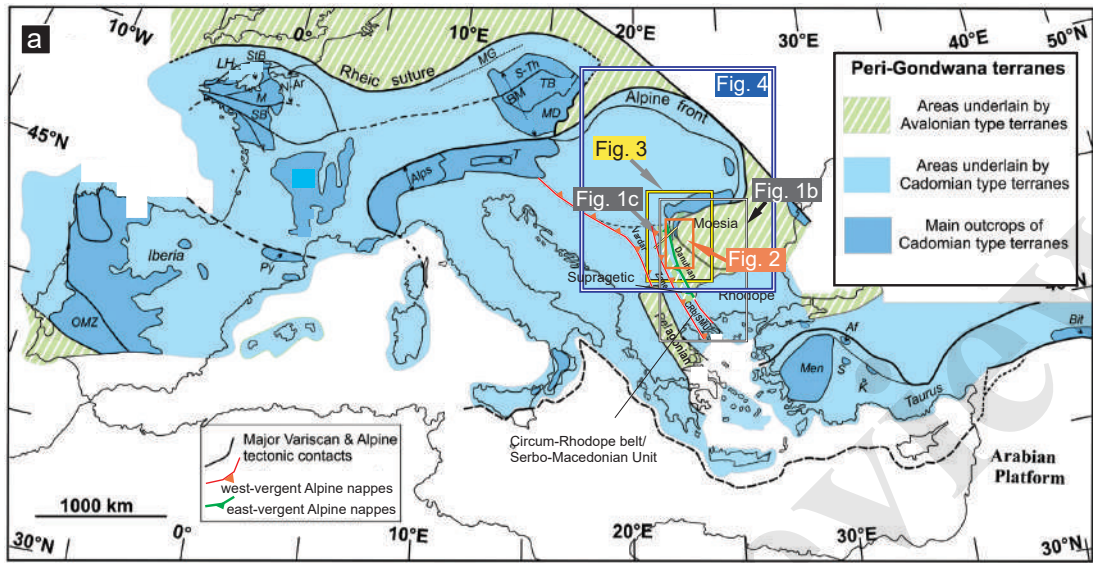 a
10°W
0°
10°E
20°E
30°E
50°N
StB
LH
N-Ar
M
SB
Rheic suture
MG
S-Th
TB
BM
MD
Fig. 4
Alpine front
45°N
Fig. 3
T
Alps
Fig. 1c
Fig. 1b
Moesia
Vardar
Danubian
Fig. 2
Supragetic
Rhodope
CRb/SMU
Iberia
Py
OMZ
40°N
Af
Bit
Men
S
K
Taurus
Peri-Gondwana terranes
Areas underlain by
Avalonian type terranes
Areas underlain by
Cadomian type terranes
Main outcrops of
Cadomian type terranes
Circum-Rhodope belt/
Serbo-Macedonian Unit
Arabian
Platform
Major Variscan & Alpine
tectonic contacts
west-vergent Alpine nappes
east-vergent Alpine nappes
1000 km
30°N
0°
10°E
20°E
30°E
30°N